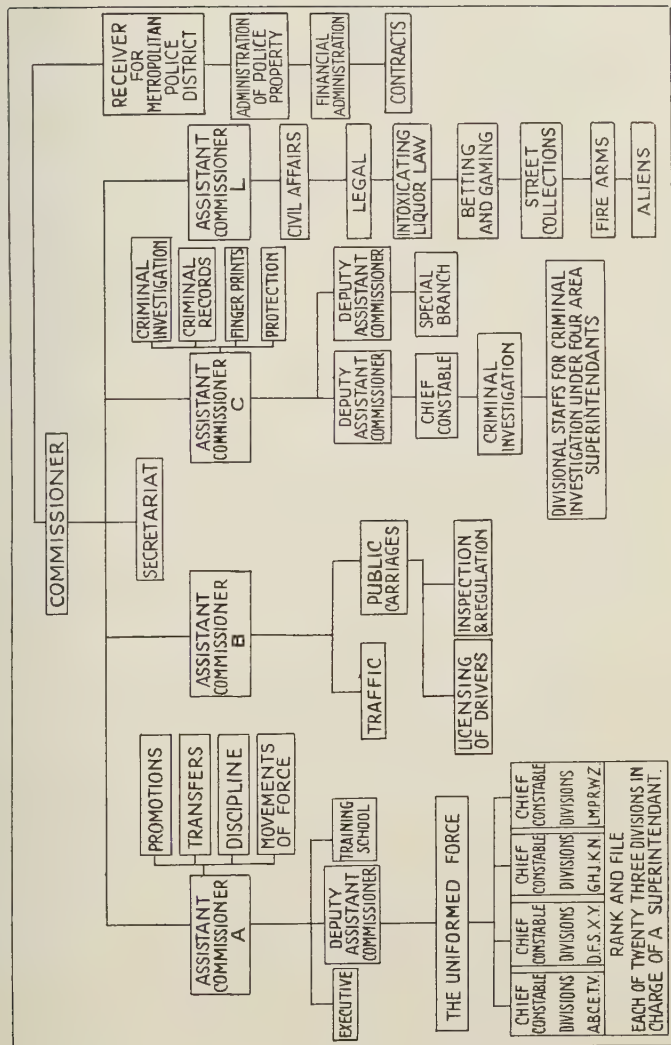 COMMISSIONER
SECRETARIAT
ASSISTANT
COMMISSIONER
A
PROMOTIONS
TRANSFERS
DISCIPLINE
MOVEMENTS
OF FORCE
EXECUTIVE
DEPUTY
ASSISTANT
COMMISSIONER
TRAINING
SCHOOL
THE UNIFORMED FORCE
CHIEF
CONSTABLE
DIVISIONS
A.B.C.E.T.V.
CHIEF
CONSTABLE
DIVISIONS
D.F.S.X.Y.
CHIEF
CONSTABLE
DIVISIONS
G.H.J.K.N.
CHIEF
CONSTABLE
DIVISIONS
L.M.P.R.W.Z.
RANK AND FILE
EACH OF TWENTY THREE DIVISIONS IN
CHARGE OF A SUPERINTENDANT.
ASSISTANT
COMMISSIONER
B
TRAFFIC
PUBLIC
CARRIAGES
LICENSING
OF DRIVERS
INSPECTION
& REGULATION
ASSISTANT
COMMISSIONER
C
CRIMINAL
INVESTIGATION
CRIMINAL
RECORDS
FINGER PRINTS
PROTECTION
DEPUTY
ASSISTANT
COMMISSIONER
CHIEF
CONSTABLE
CRIMINAL
INVESTIGATION
DIVISIONAL STAFFS FOR CRIMINAL
INVESTIGATION UNDER FOUR AREA
SUPERINTENDANTS
DEPUTY
ASSISTANT
COMMISSIONER
SPECIAL
BRANCH
ASSISTANT
COMMISSIONER
L
CIVIL AFFAIRS
LEGAL
INTOXICATING
LIQUOR LAW
BETTING
AND GAMING
STREET
COLLECTIONS
FIRE ARMS
ALIENS
RECEIVER
FOR
METROPOLITAN
POLICE
DISTRICT
ADMINISTRATION
OF POLICE
PROPERTY
FINANCIAL
ADMINISTRATION
CONTRACTS